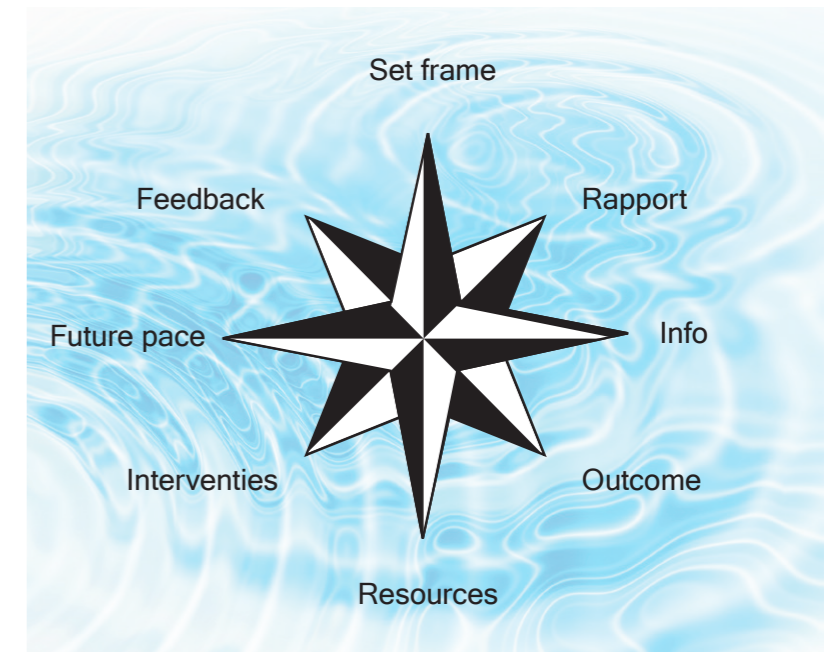 Set frame
Feedback
Rapport
Future pace
Info
Interventies
Outcome
Resources